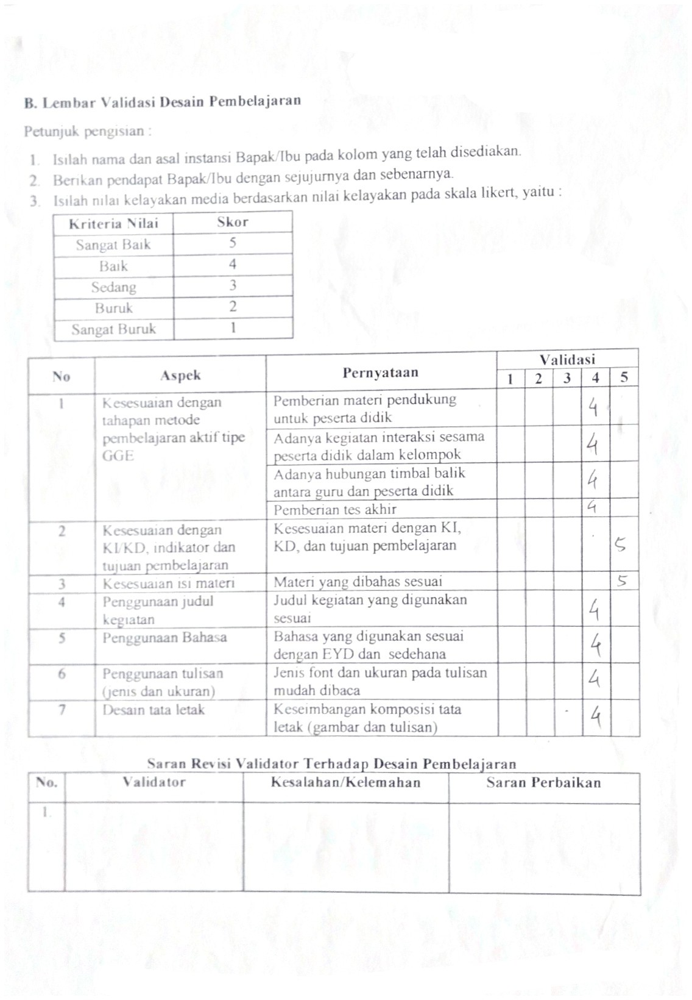 B. Lembar Validasi Desain Pembelajaran
Petunjuk pengisian :
1. Isilah nama dan asal instansi Bapak/Ibu pada kolom yang telah disediakan.
2. Berikan pendapat Bapak/Ibu dengan sejujurnya dan sebenarnya.
3. Isilah nilai kelayakan media berdasarkan nilai kelayakan pada skala likert, yaitu :
Kriteria Nilai Skor
Sangat Baik 5
Baik 4
Sedang 3
Buruk 2
Sangat Buruk 1
No Aspek Pernyataan Validasi
1 2 3 4 5
1 Kesesuaian dengan Pemberian materi pendukung 4
tahapan metode untuk peserta didik
pembelajaran aktif tipe Adanya kegiatan interaksi sesama 4
GGE peserta didik dalam kelompok
Adanya hubungan timbal balik 4
antara guru dan peserta didik
Pemberian tes akhir 4
2 Kesesuaian dengan Kesesuaian materi dengan KI,
KI/KD, indikator dan KD, dan tujuan pembelajaran 5
tujuan pembelajaran
3 Kesesuaian isi materi Materi yang dibahas sesuai 5
4 Penggunaan judul Judul kegiatan yang digunakan 4
kegiatan sesuai
5 Penggunaan Bahasa Bahasa yang digunakan sesuai 4
dengan EYD dan sedehana
6 Penggunaan tulisan Jenis font dan ukuran pada tulisan 4
(jenis dan ukuran) mudah dibaca
7 Desain tata letak Keseimbangan komposisi tata 4
letak (gambar dan tulisan)
Saran Revisi Validator Terhadap Desain Pembelajaran
No. Validator Kesalahan/Kelemahan Saran Perbaikan
1.